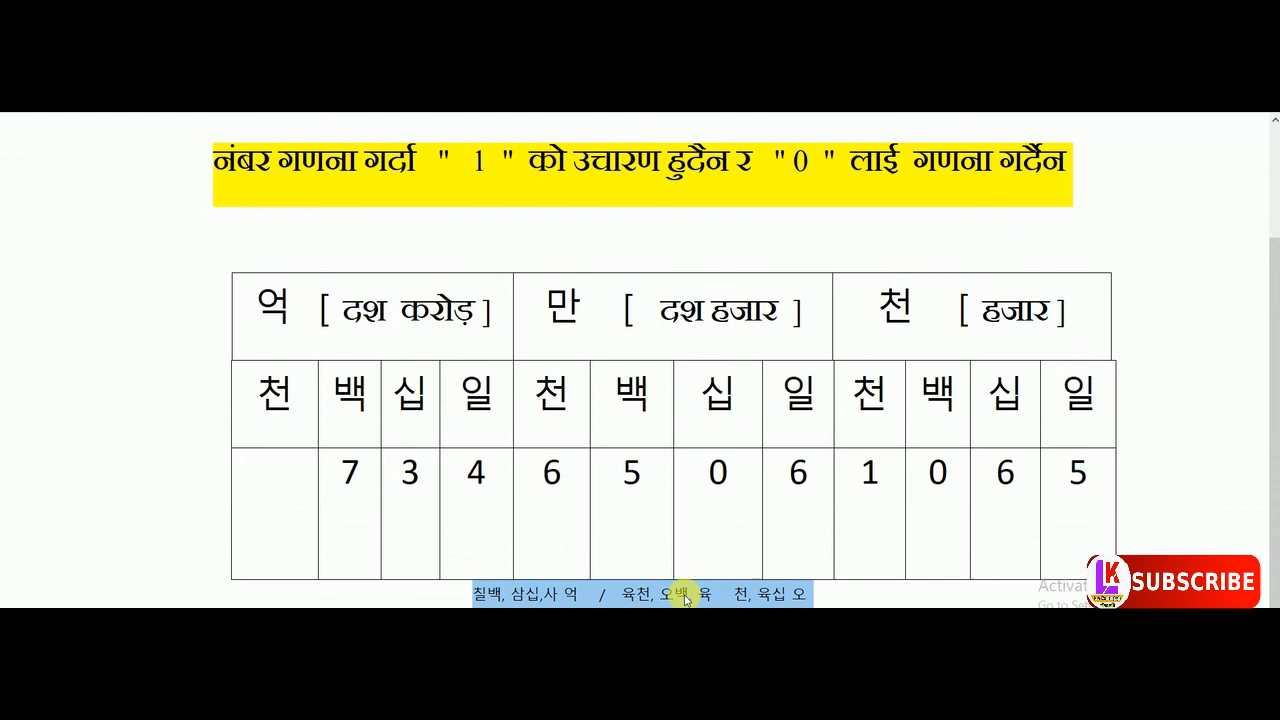 नंबर गणना गर्दा " 1 " को उचारण हुदैन र " 0 " लाई गणना गर्दैन
억 [ दश करोड़ ] 만 [ दश हजार ] 천 [ हजार ]
천 백 십 일 천 백 십 일 천 백 십 일
7 3 4 6 5 0 6 1 0 6 5
칠백, 삼십,사 억 / 육천, 오백, 육 천, 육십 오
Activat
SUBSCRIBE
LK